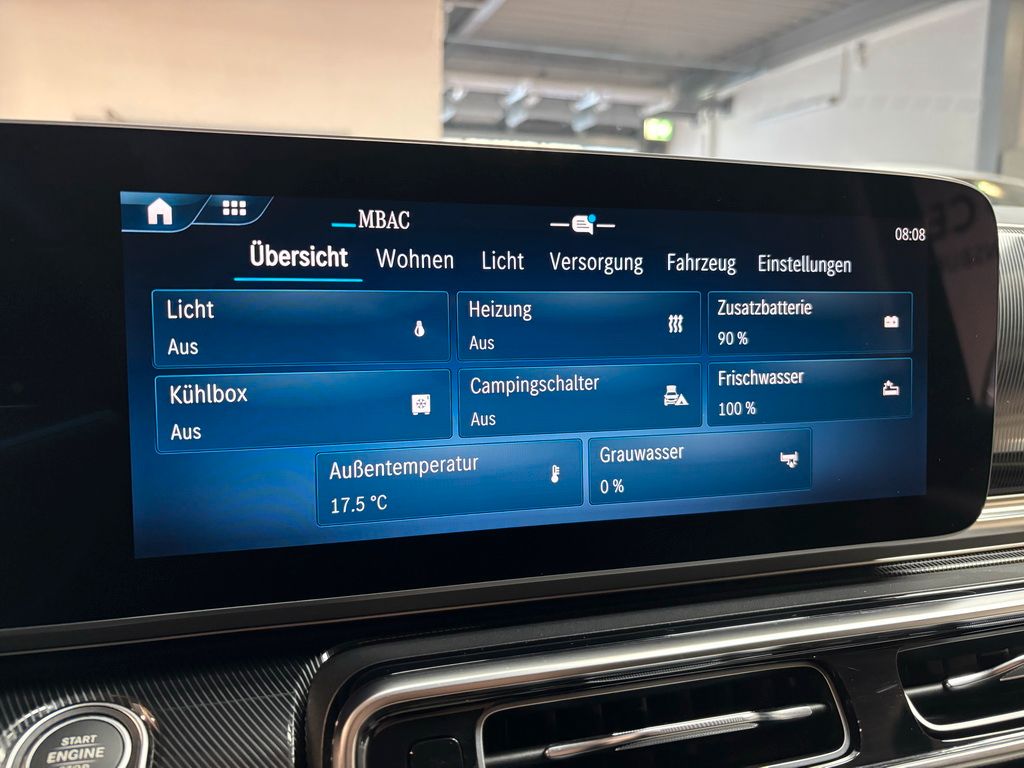 MBAC
08:08
Übersicht Wohnen Licht Versorgung Fahrzeug Einstellungen
Licht
Aus
Heizung
Aus
Zusatzbatterie
90 %
Kühlbox
Aus
Campingschalter
Aus
Frischwasser
100 %
Außentemperatur
17.5 °C
Grauwasser
0 %
START
ENGINE
STOP